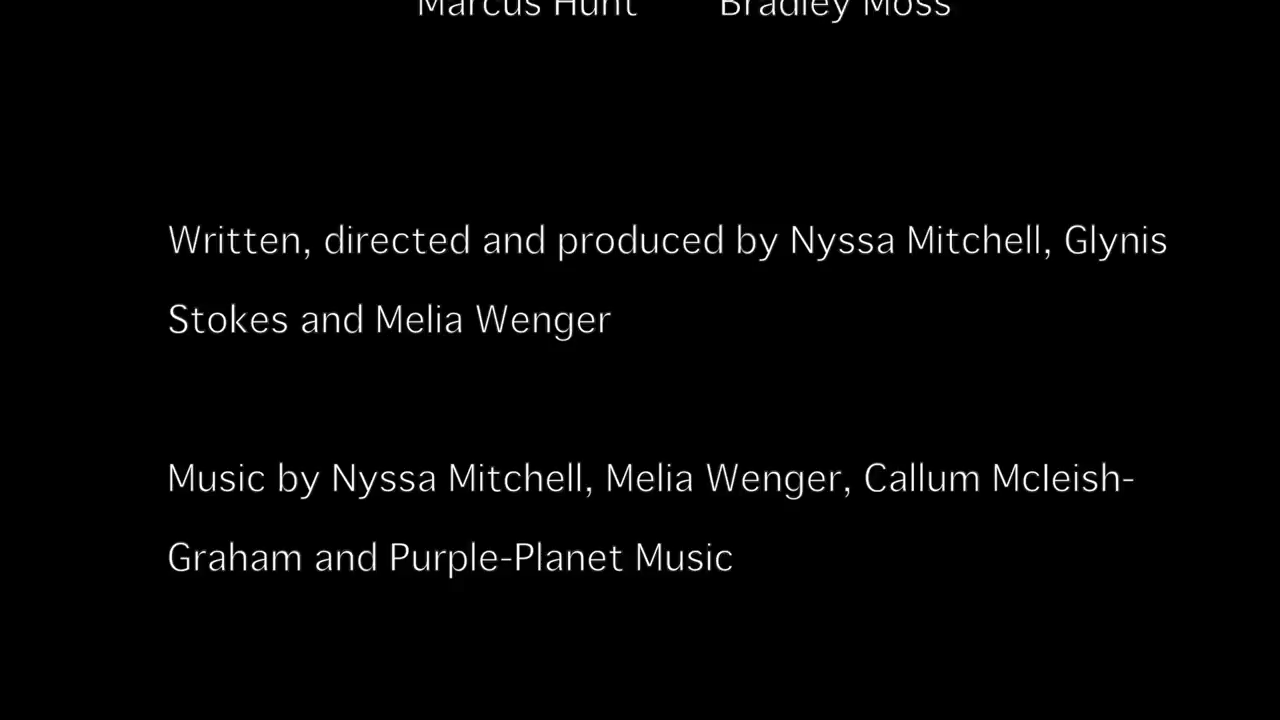 Marcus Hunt Bradley Moss
Written, directed and produced by Nyssa Mitchell, Glynis
Stokes and Melia Wenger
Music by Nyssa Mitchell, Melia Wenger, Callum McIeish-
Graham and Purple-Planet Music